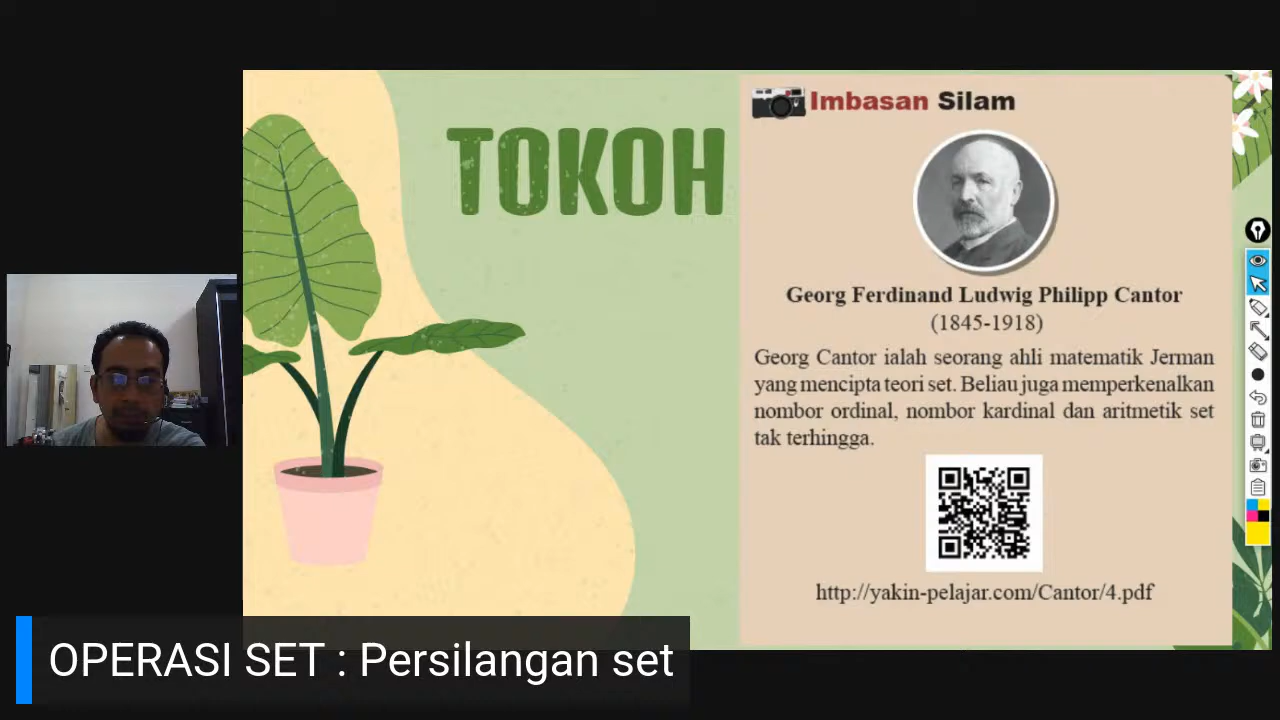 TOKOH
Imbasan Silam
Georg Ferdinand Ludwig Philipp Cantor
(1845-1918)
Georg Cantor ialah seorang ahli matematik Jerman
yang mencipta teori set. Beliau juga memperkenalkan
nombor ordinal, nombor kardinal dan aritmetik set
tak terhingga.
http://yakin-pelajar.com/Cantor/4.pdf
OPERASI SET : Persilangan set